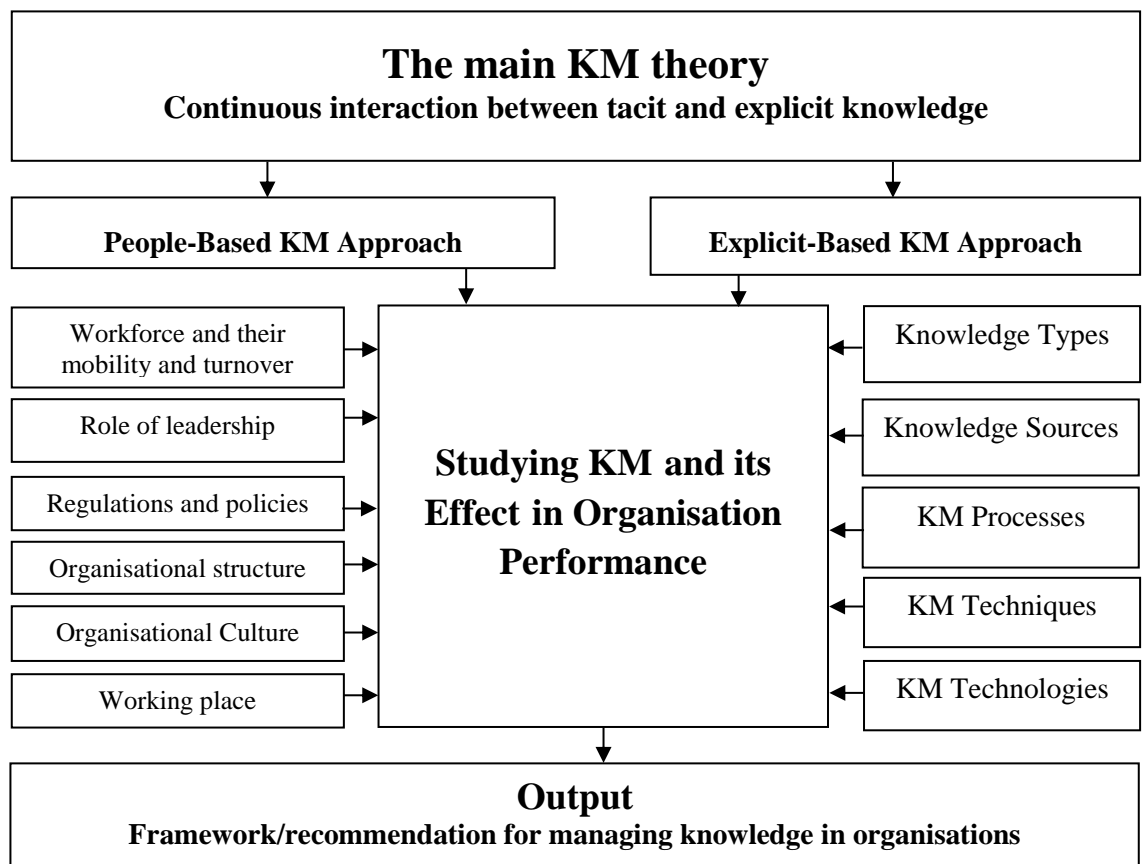 The main KM theory
Continuous interaction between tacit and explicit knowledge
People-Based KM Approach
Explicit-Based KM Approach
Workforce and their
mobility and turnover
Role of leadership
Regulations and policies
Organisational structure
Organisational Culture
Working place
Studying KM and its
Effect in Organisation
Performance
Knowledge Types
Knowledge Sources
KM Processes
KM Techniques
KM Technologies
Output
Framework/recommendation for managing knowledge in organisations